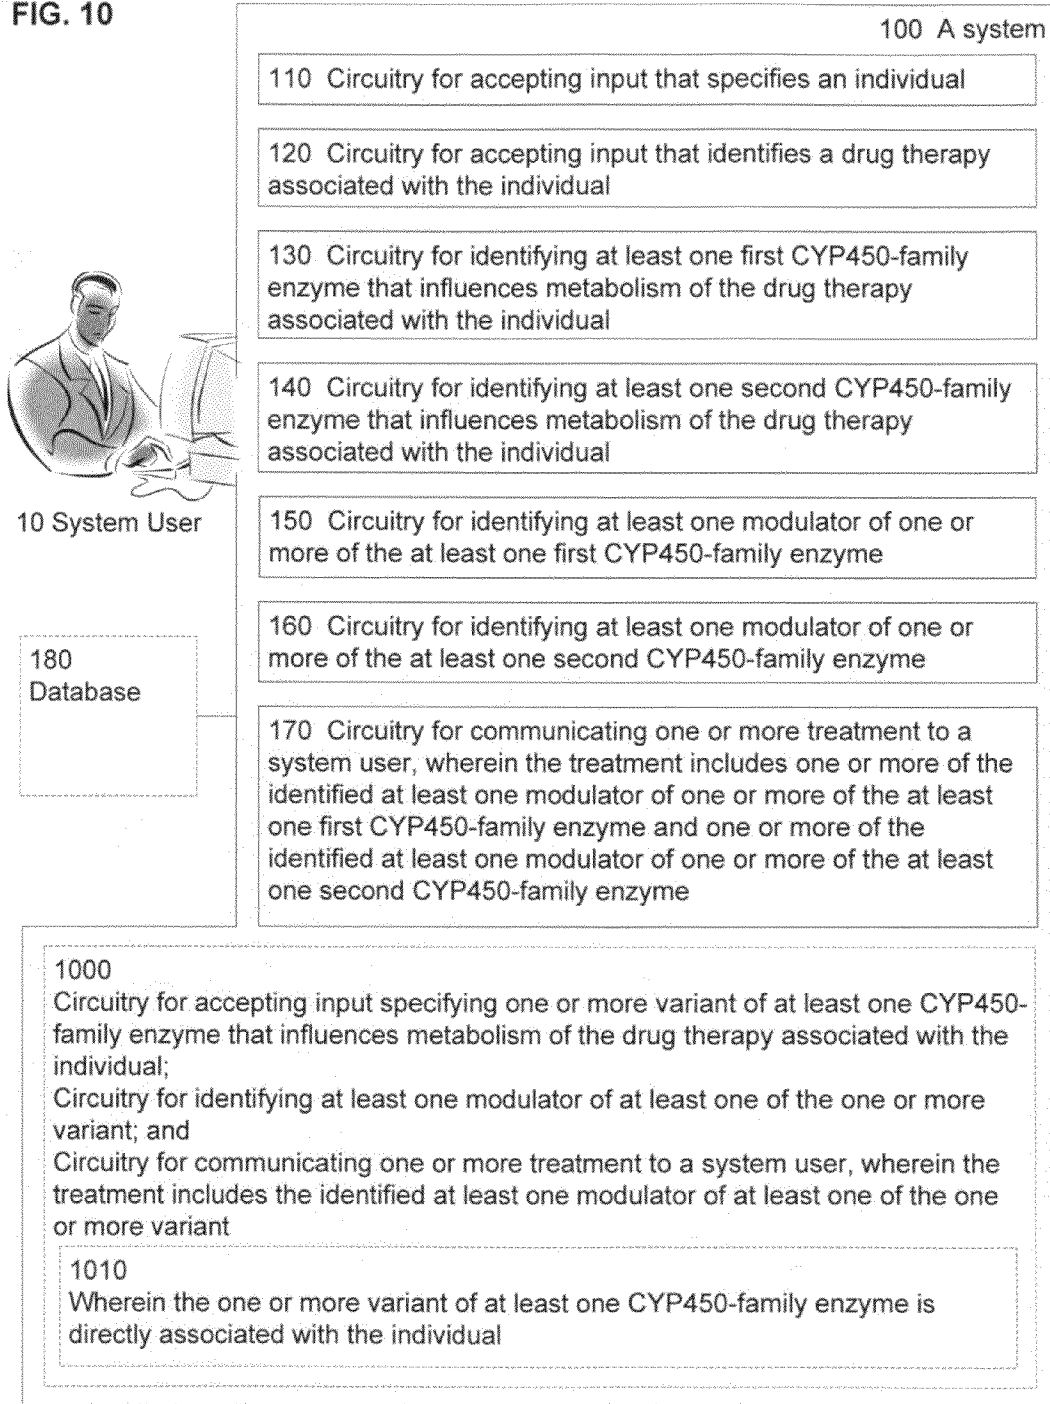 FIG. 10
100 A system
110 Circuitry for accepting input that specifies an individual
120 Circuitry for accepting input that identifies a drug therapy
associated with the individual
130 Circuitry for identifying at least one first CYP450-family
enzyme that influences metabolism of the drug therapy
associated with the individual
140 Circuitry for identifying at least one second CYP450-family
enzyme that influences metabolism of the drug therapy
associated with the individual
10 System User
150 Circuitry for identifying at least one modulator of one or
more of the at least one first CYP450-family enzyme
160 Circuitry for identifying at least one modulator of one or
more of the at least one second CYP450-family enzyme
180
Database
170 Circuitry for communicating one or more treatment to a
system user, wherein the treatment includes one or more of the
identified at least one modulator of one or more of the at least
one first CYP450-family enzyme and one or more of the
identified at least one modulator of one or more of the at least
one second CYP450-family enzyme
1000
Circuitry for accepting input specifying one or more variant of at least one CYP450-
family enzyme that influences metabolism of the drug therapy associated with the
individual;
Circuitry for identifying at least one modulator of at least one of the one or more
variant; and
Circuitry for communicating one or more treatment to a system user, wherein the
treatment includes the identified at least one modulator of at least one of the one
or more variant
1010
Wherein the one or more variant of at least one CYP450-family enzyme is
directly associated with the individual